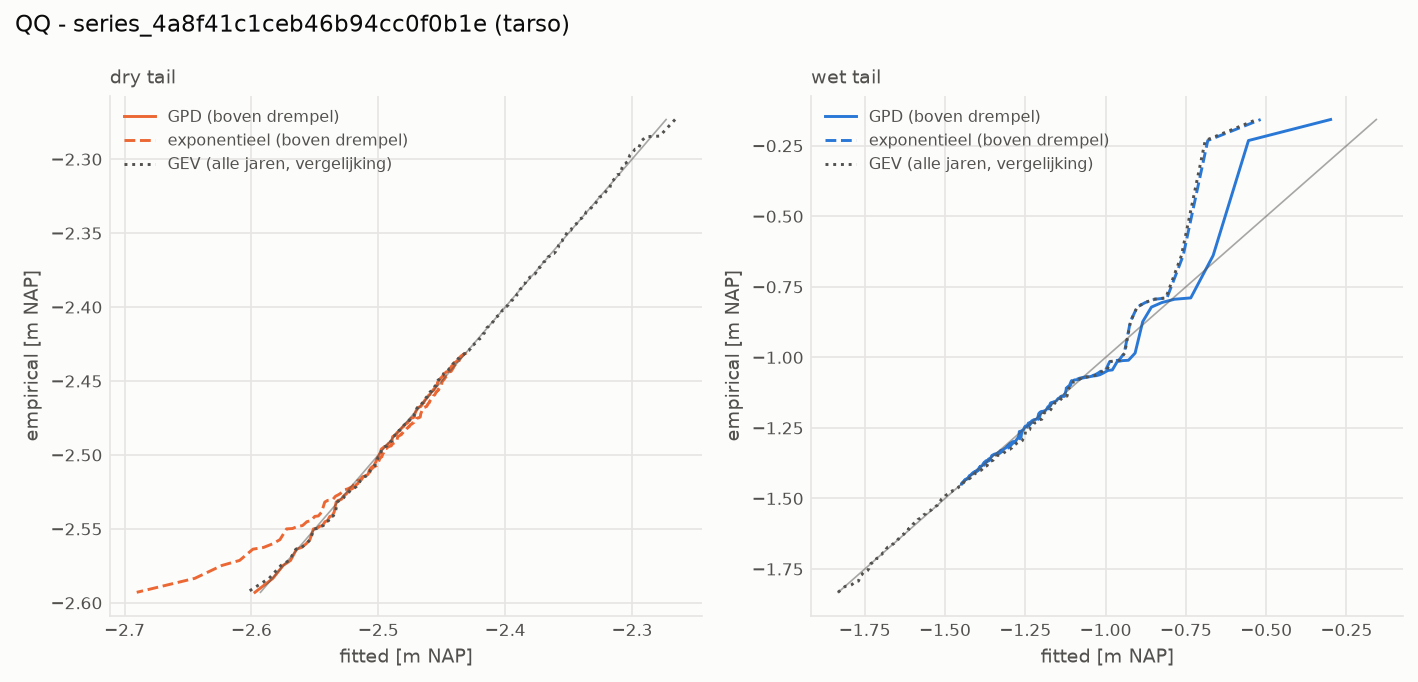 QQ - series_4a8f41c1ceb46b94cc0f0b1e (tarso)
dry tail
GPD (boven drempel)
exponentieel (boven drempel)
GEV (alle jaren, vergelijking)
−2.30
−2.35
−2.40
−2.45
−2.50
−2.55
−2.60
empirical [m NAP]
−2.7
−2.6
−2.5
−2.4
−2.3
fitted [m NAP]
wet tail
GPD (boven drempel)
exponentieel (boven drempel)
GEV (alle jaren, vergelijking)
−0.25
−0.50
−0.75
−1.00
−1.25
−1.50
−1.75
empirical [m NAP]
−1.75
−1.50
−1.25
−1.00
−0.75
−0.50
−0.25
fitted [m NAP]